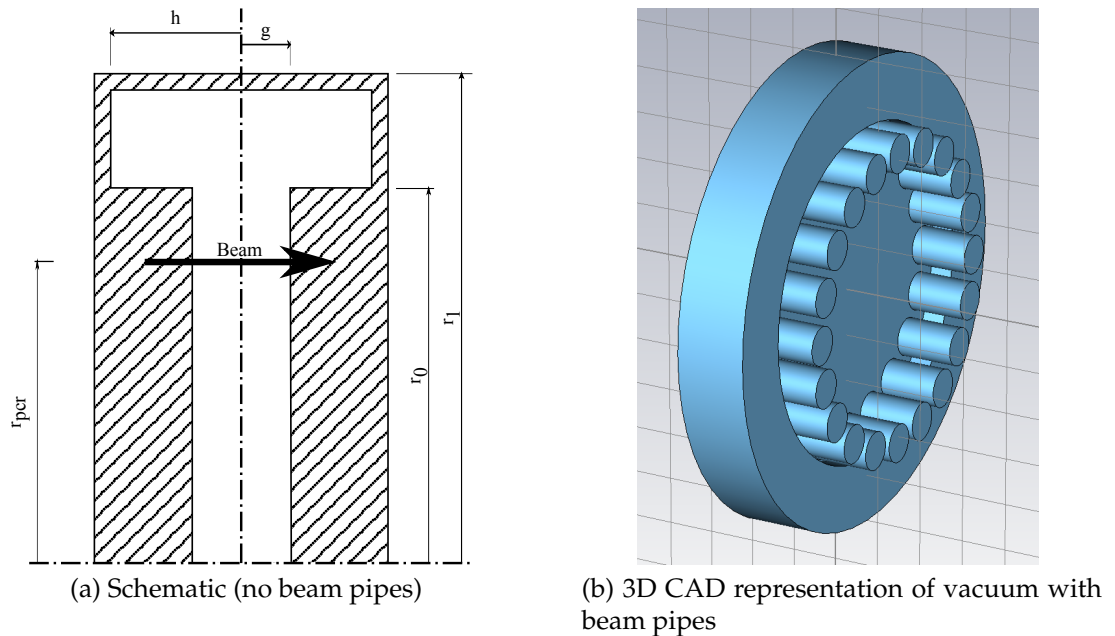 h
g
Beam
r_pcr
r_0
r_1
(a) Schematic (no beam pipes)
(b) 3D CAD representation of vacuum with
beam pipes